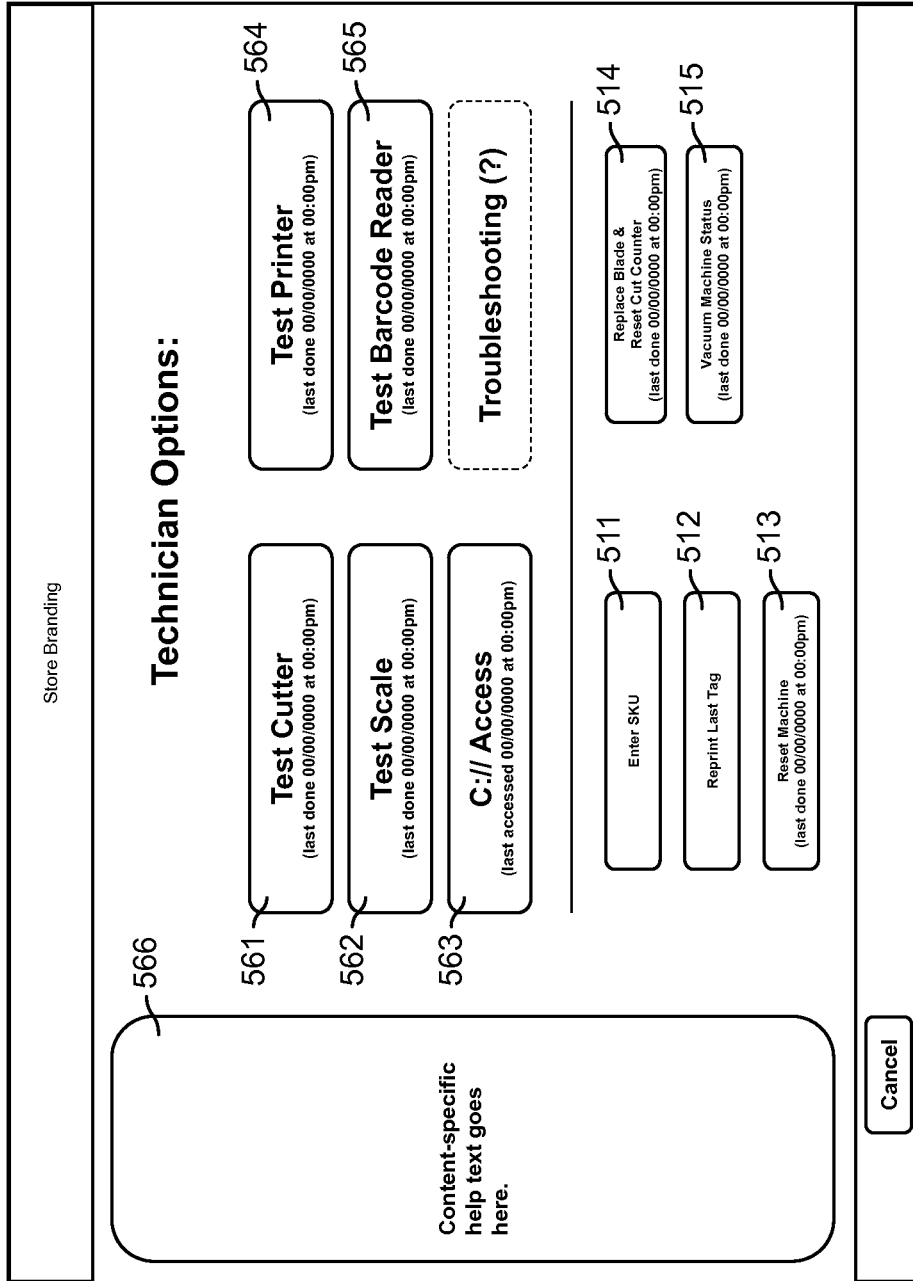 Store Branding
Technician Options:
566
Content-specific
help text goes
here.
561
Test Cutter
(last done 00/00/0000 at 00:00pm)
562
Test Scale
(last done 00/00/0000 at 00:00pm)
563
C:// Access
(last accessed 00/00/0000 at 00:00pm)
564
Test Printer
(last done 00/00/0000 at 00:00pm)
565
Test Barcode Reader
(last done 00/00/0000 at 00:00pm)
Troubleshooting (?)
511
Enter SKU
512
Reprint Last Tag
513
Reset Machine
(last done 00/00/0000 at 00:00pm)
514
Replace Blade &
Reset Cut Counter
(last done 00/00/0000 at 00:00pm)
515
Vacuum Machine Status
(last done 00/00/0000 at 00:00pm)
Cancel